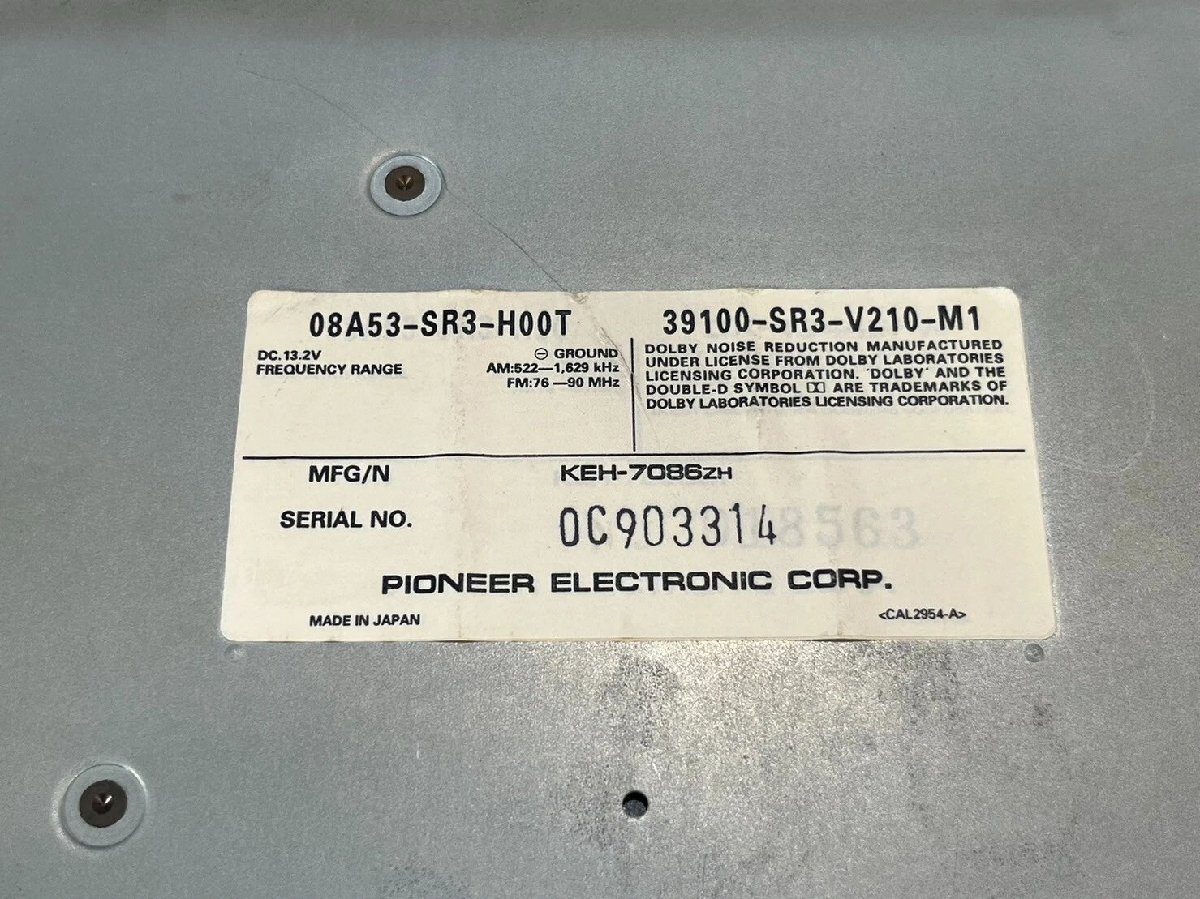 08A53-SR3-H00T
39100-SR3-V210-M1
DC.13.2V
⊖ GROUND
FREQUENCY RANGE
AM:522—1,629 kHz
FM:76 —90 MHz
DOLBY NOISE REDUCTION MANUFACTURED
UNDER LICENSE FROM DOLBY LABORATORIES
LICENSING CORPORATION. "DOLBY" AND THE
DOUBLE-D SYMBOL ARE TRADEMARKS OF
DOLBY LABORATORIES LICENSING CORPORATION.
MFG/N KEH-7086ZH
SERIAL NO. 0C903314
PIONEER ELECTRONIC CORP.
MADE IN JAPAN
<CAL2954-A>